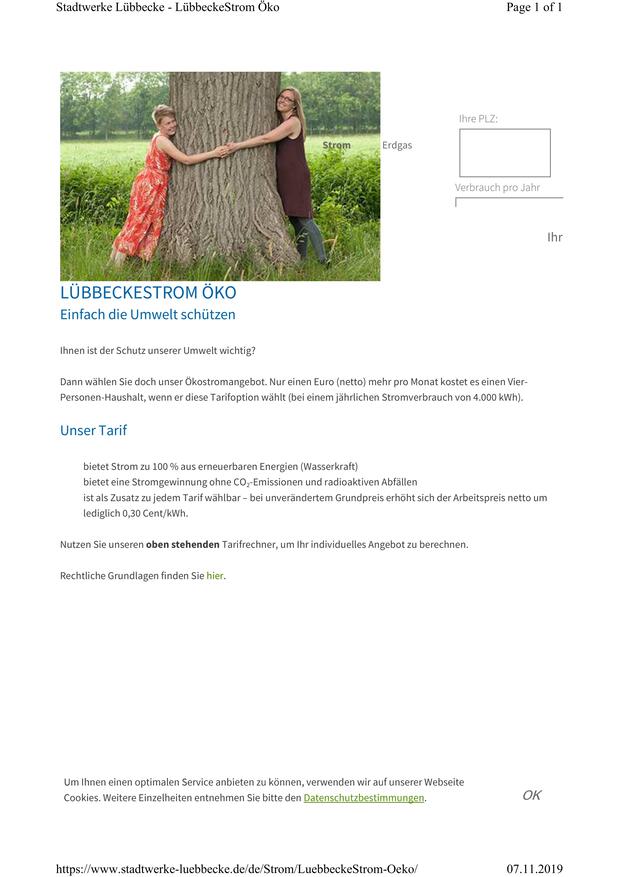 Stadtwerke Lübbecke - LübbeckeStrom Öko
Page 1 of 1
Strom
Erdgas
Ihre PLZ:
Verbrauch pro Jahr
Ihr
LÜBBECKESTROM ÖKO
Einfach die Umwelt schützen
Ihnen ist der Schutz unserer Umwelt wichtig?
Dann wählen Sie doch unser Ökostromangebot. Nur einen Euro (netto) mehr pro Monat kostet es einen Vier-
Personen-Haushalt, wenn er diese Tarifoption wählt (bei einem jährlichen Stromverbrauch von 4.000 kWh).
Unser Tarif
bietet Strom zu 100 % aus erneuerbaren Energien (Wasserkraft)
bietet eine Stromgewinnung ohne CO₂-Emissionen und radioaktiven Abfällen
ist als Zusatz zu jedem Tarif wählbar – bei unverändertem Grundpreis erhöht sich der Arbeitspreis netto um
lediglich 0,30 Cent/kWh.
Nutzen Sie unseren oben stehenden Tarifrechner, um Ihr individuelles Angebot zu berechnen.
Rechtliche Grundlagen finden Sie hier.
Um Ihnen einen optimalen Service anbieten zu können, verwenden wir auf unserer Webseite
Cookies. Weitere Einzelheiten entnehmen Sie bitte den Datenschutzbestimmungen.
OK
https://www.stadtwerke-luebbecke.de/de/Strom/LuebbeckeStrom-Oeko/
07.11.2019